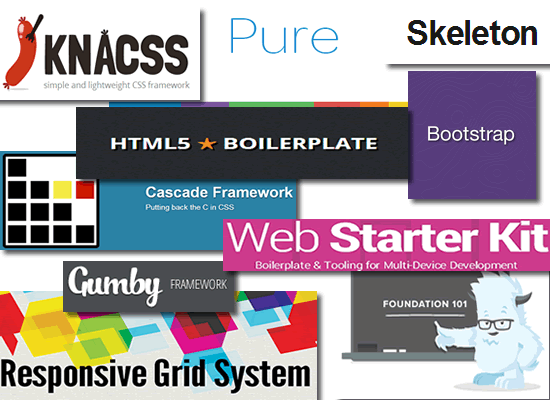 KNACSS
simple and lightweight CSS framework
Pure
Skeleton
HTML5 ★ BOILERPLATE
Bootstrap
Cascade Framework
Putting back the C in CSS
Web Starter Kit
Boilerplate & Tooling for Multi-Device Development
Gumby FRAMEWORK
FOUNDATION 101
Responsive Grid System